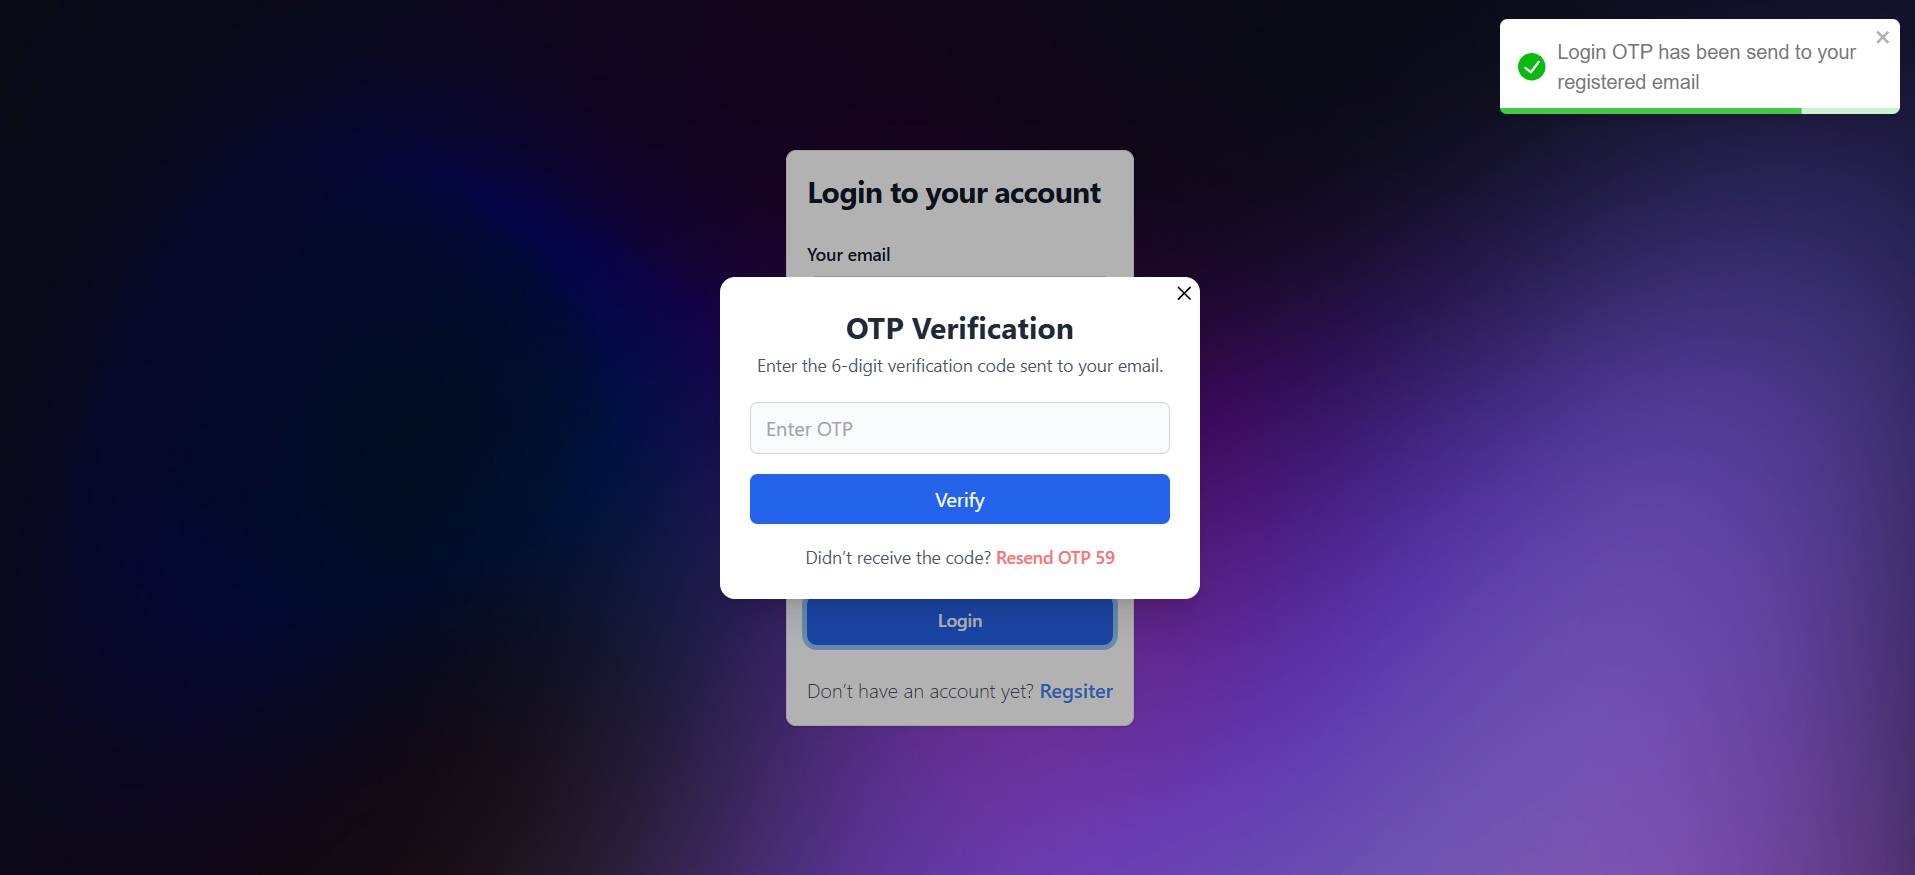 Login OTP has been send to your
registered email
Login to your account
Your email
OTP Verification
Enter the 6-digit verification code sent to your email.
Enter OTP
Verify
Didn't receive the code? Resend OTP 59
Login
Don't have an account yet? Regsiter